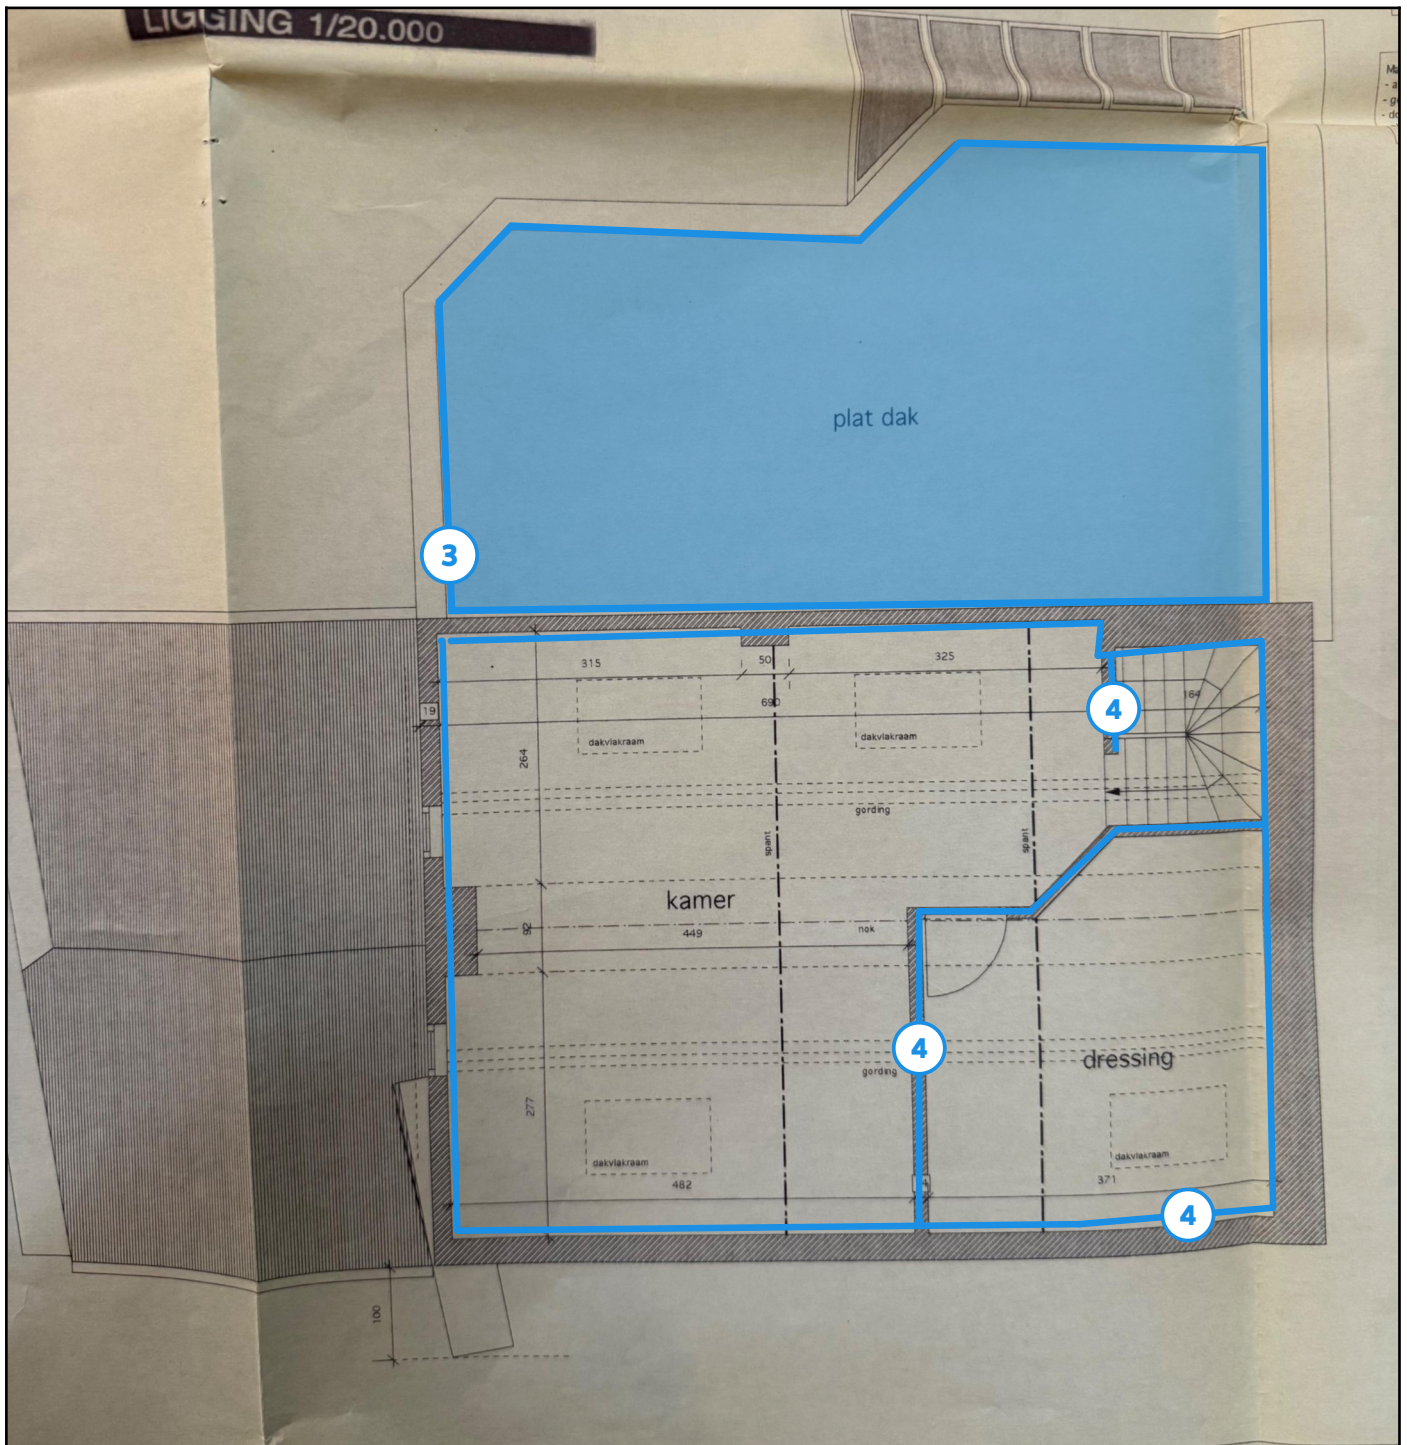 LIGGING 1/20.000
plat dak
3
315
50
325
4
164
19
690
dakvlakraam
dakvlakraam
264
gording
spant
spant
kamer
92
449
nok
4
dressing
gording
277
dakvlakraam
dakvlakraam
482
371
4
100